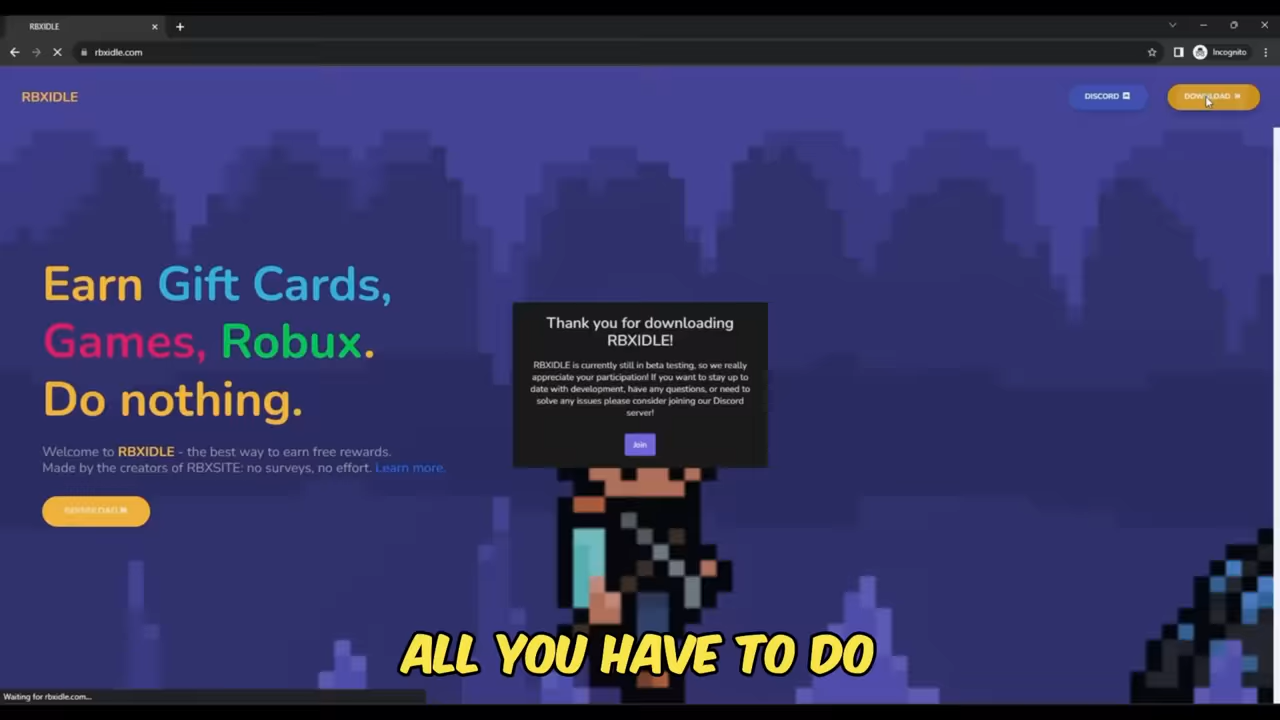 RBXIDLE
rbxidle.com
Incognito
RBXIDLE
DISCORD
DOWNLOAD
Earn Gift Cards,
Games, Robux.
Do nothing.
Welcome to RBXIDLE - the best way to earn free rewards.
Made by the creators of RBXSITE: no surveys, no effort. Learn more.
Thank you for downloading
RBXIDLE!
RBXIDLE is currently still in beta testing, so we really
appreciate your participation! If you want to stay up to
date with development, have any questions, or need to
solve any issues please consider joining our Discord
server!
Join
ALL YOU HAVE TO DO
Waiting for rbxidle.com...